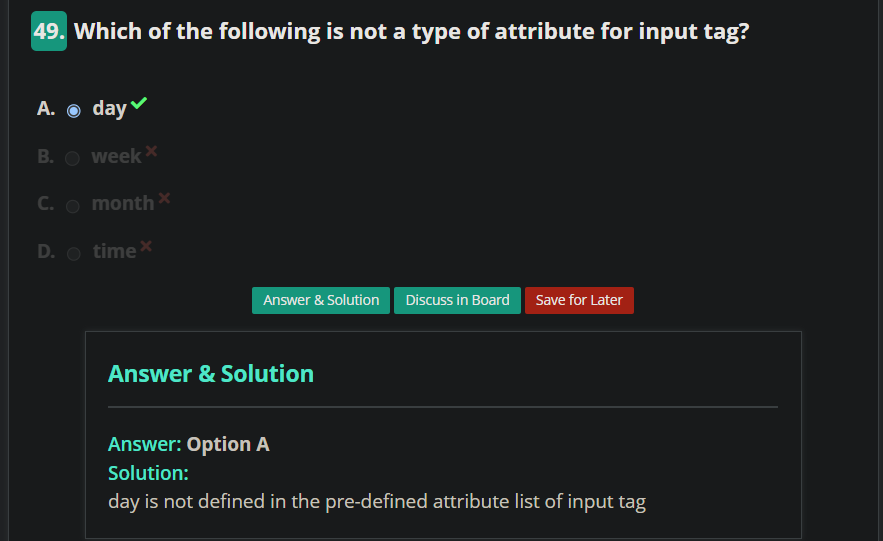 49. Which of the following is not a type of attribute for input tag?
A. day
B. week
C. month
D. time
Answer & Solution Discuss in Board Save for Later
Answer & Solution
Answer: Option A
Solution:
day is not defined in the pre-defined attribute list of input tag